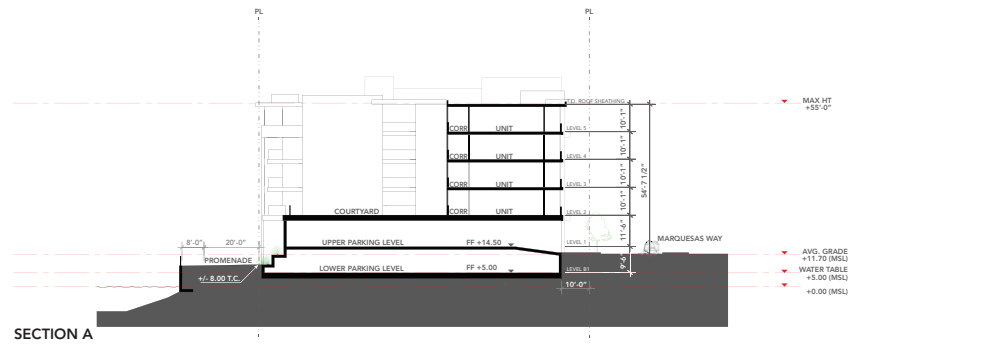 PL
PL
T.O. ROOF SHEATHING
MAX HT
+55'-0"
10'-1"
LEVEL 5
CORR
UNIT
10'-1"
LEVEL 4
CORR
UNIT
10'-1"
54'-7 1/2"
LEVEL 3
CORR
UNIT
10'-1"
LEVEL 2
COURTYARD
CORR
UNIT
11'-6"
MARQUESAS WAY
8'-0"
20'-0"
UPPER PARKING LEVEL
FF +14.50
LEVEL 1
AVG. GRADE
+11.70 (MSL)
PROMENADE
9'-6"
LOWER PARKING LEVEL
FF +5.00
LEVEL B1
WATER TABLE
+5.00 (MSL)
+/- 8.00 T.C.
10'-0"
+0.00 (MSL)
SECTION A